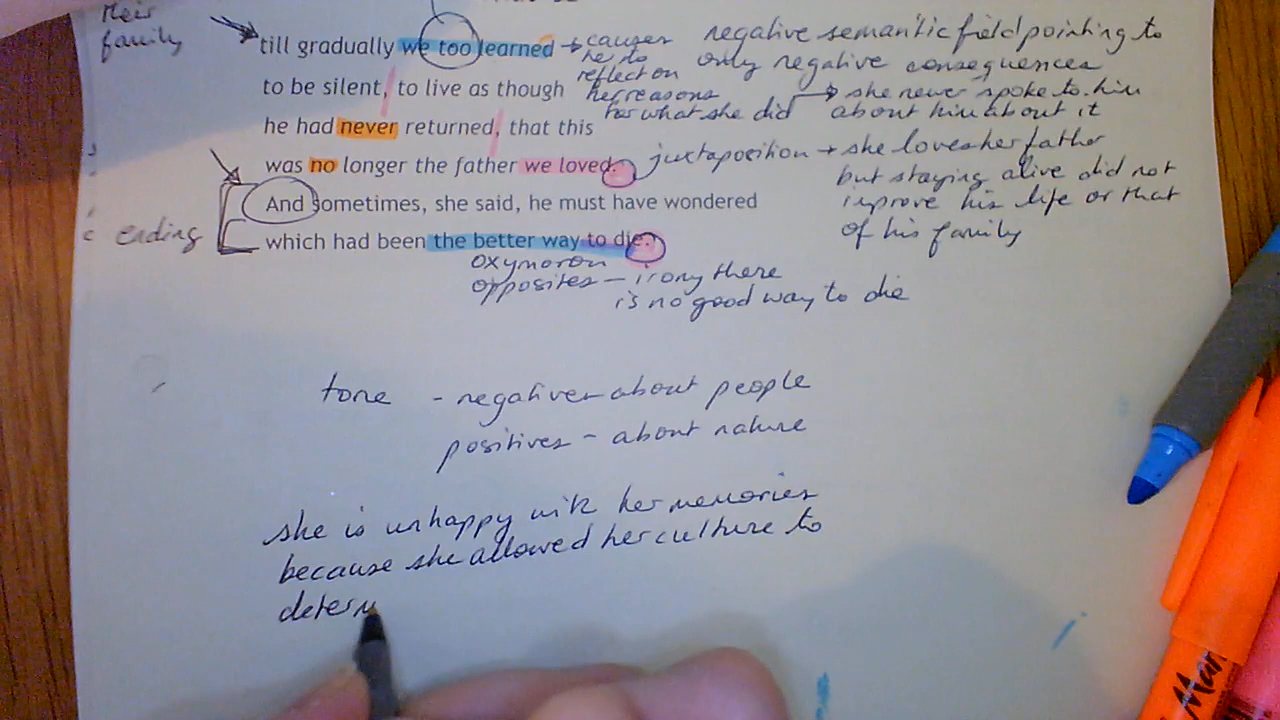 their
family
till gradually we too learned → causes
he to
reflect on
her reasons
for what she did
negative semantic field pointing to
only negative consequences
to be silent, to live as though
→ she never spoke to him
about him about it
he had never returned, that this
was no longer the father we loved.
juxtaposition → she loves her father
but staying alive did not
improve his life or that
of his family
ending
And sometimes, she said, he must have wondered
which had been the better way to die.
oxymoron
opposites – irony there
is no good way to die
tone - negatives about people
positives - about nature
she is unhappy with her memories
because she allowed her culture to
determ
Mar